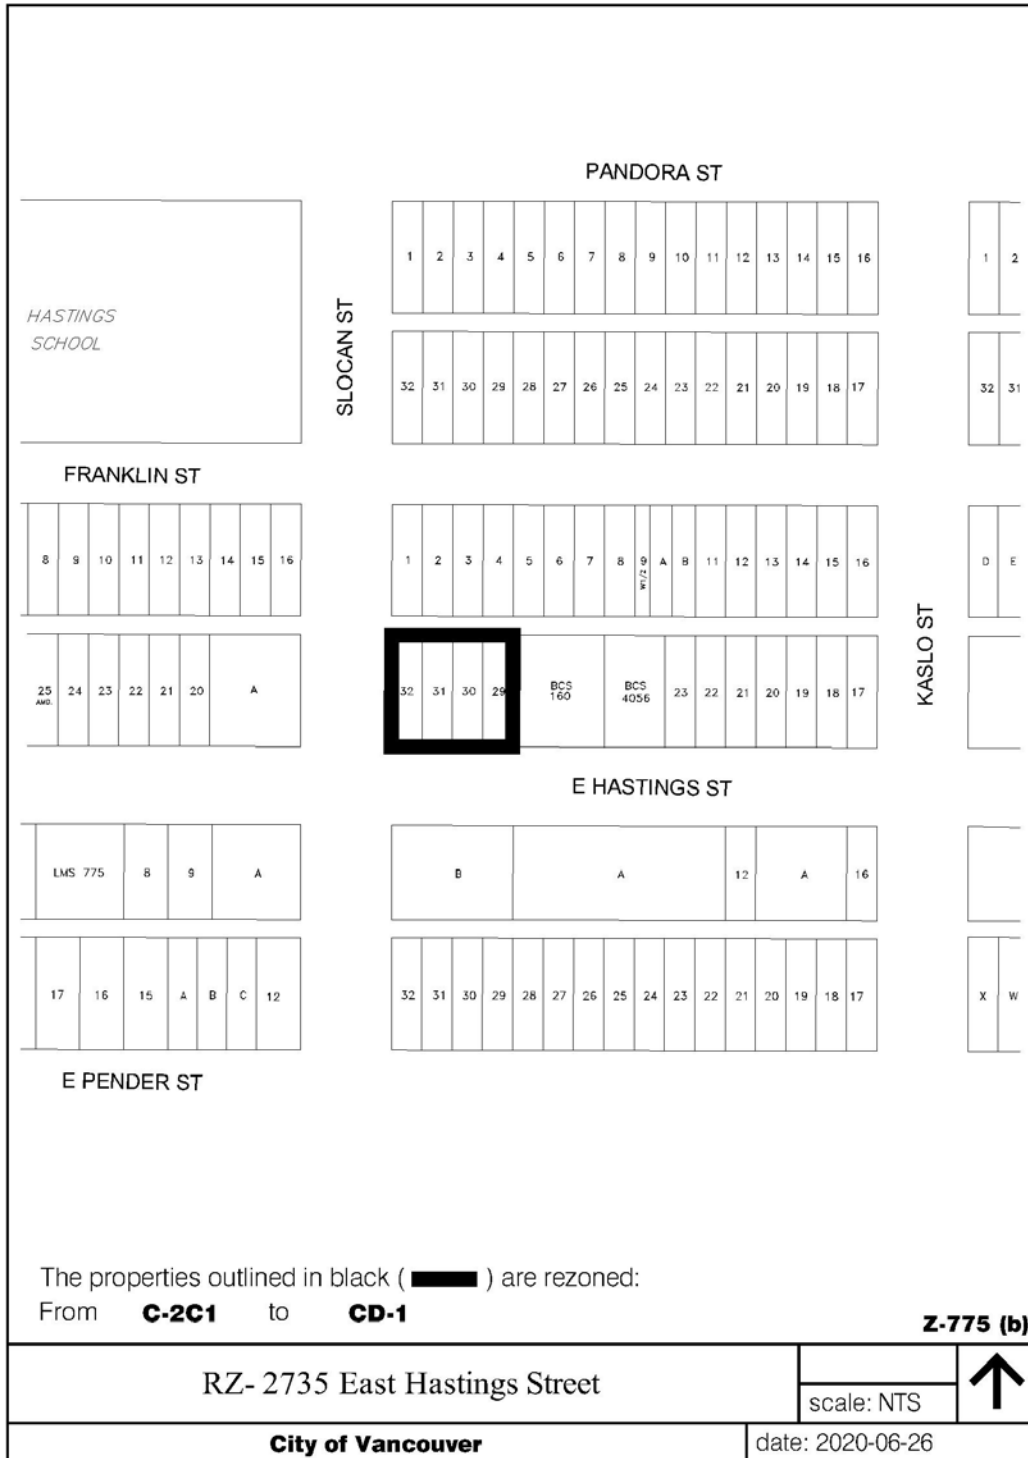 PANDORA ST
1 2 3 4 5 6 7 8 9 10 11 12 13 14 15 16
1 2
HASTINGS
SCHOOL
SLOCAN ST
32 31 30 29 28 27 26 25 24 23 22 21 20 19 18 17
32 31
FRANKLIN ST
8 9 10 11 12 13 14 15 16
1 2 3 4 5 6 7 8 9 W1/2 A B 11 12 13 14 15 16
D E
KASLO ST
25 AMD. 24 23 22 21 20 A
32 31 30 29 BCS 160 BCS 4056 23 22 21 20 19 18 17
E HASTINGS ST
LMS 775 8 9 A
B A 12 A 16
17 16 15 A B C 12
32 31 30 29 28 27 26 25 24 23 22 21 20 19 18 17
X W
E PENDER ST
The properties outlined in black ( ) are rezoned:
From C-2C1 to CD-1
Z-775 (b)
RZ- 2735 East Hastings Street
scale: NTS
City of Vancouver
date: 2020-06-26